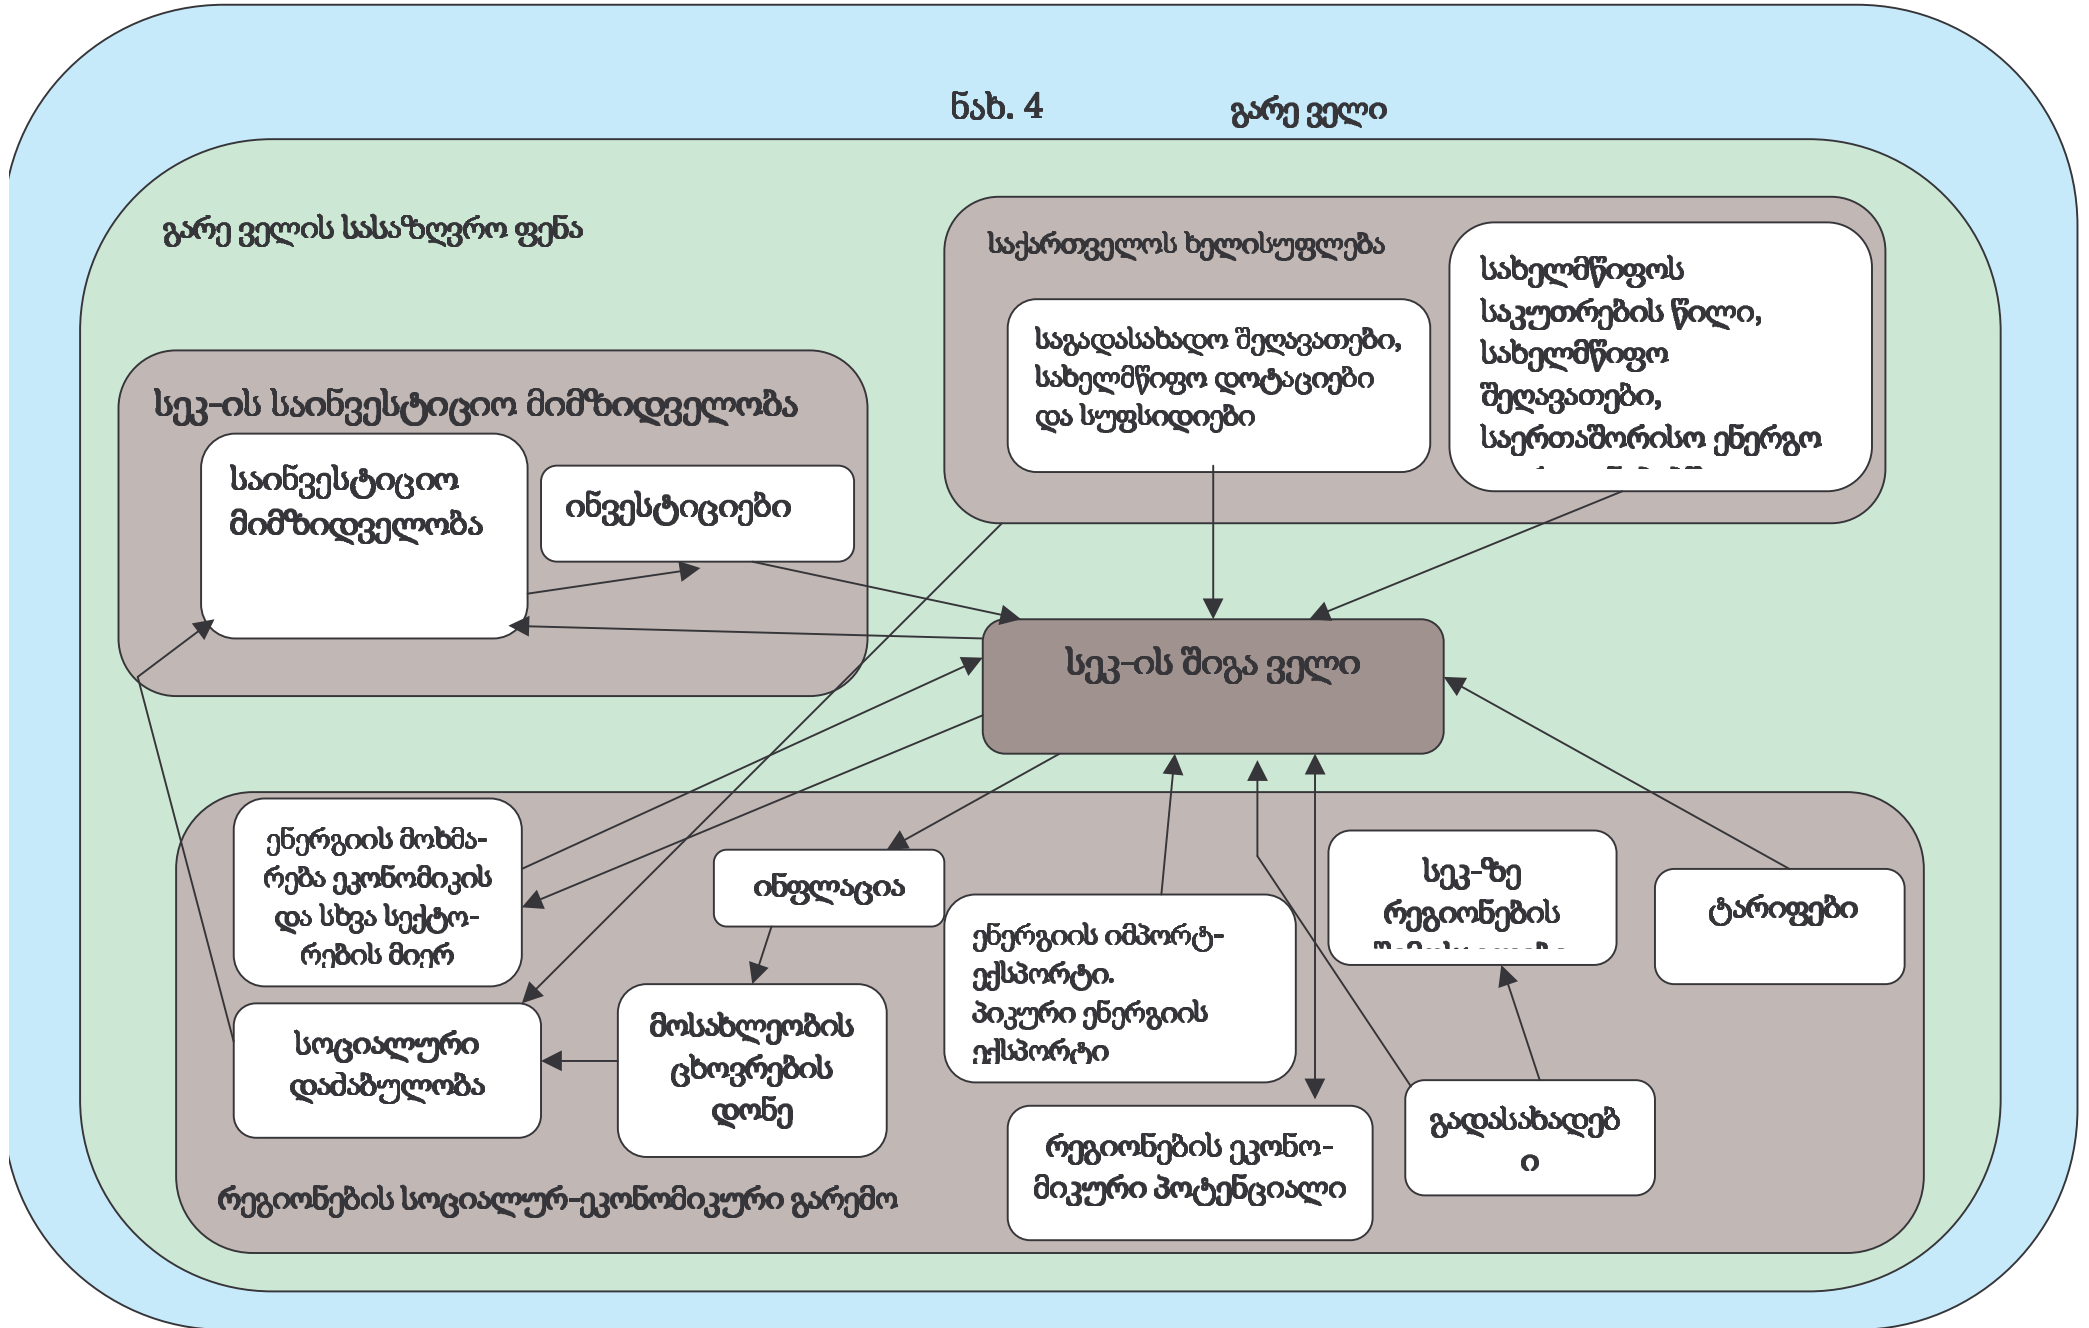 ნახ. 4
გარე ველი
გარე ველის სასაზღვრო ფენა
საქართველოს ხელისუფლება
საგადასახადო შეღავათები,
სახელმწიფო დოტაციები
და სუფსიდიები
სახელმწიფოს
საკუთრების წილი,
სახელმწიფო
შეღავათები,
საერთაშორისო ენერგო
სეკ-ის საინვესტიციო მიმზიდველობა
საინვესტიციო
მიმზიდველობა
ინვესტიციები
სეკ-ის შიგა ველი
ენერგიის მოხმა-
რება ეკონომიკის
და სხვა სექტო-
რების მიერ
ინფლაცია
ენერგიის იმპორტ-
ექსპორტი.
პიკური ენერგიის
ექსპორტი
სეკ-ზე
რეგიონების
ტარიფები
სოციალური
დაძაბულობა
მოსახლეობის
ცხოვრების
დონე
რეგიონების ეკონო-
მიკური პოტენციალი
გადასახადებ
ი
რეგიონების სოციალურ-ეკონომიკური გარემო